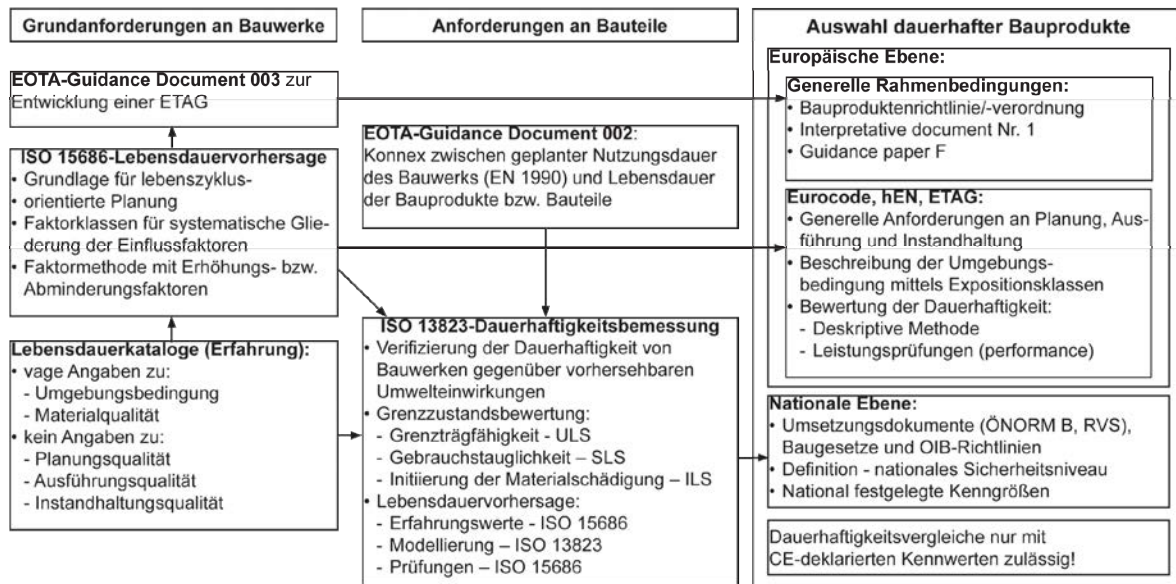 Grundanforderungen an Bauwerke
EOTA-Guidance Document 003 zur
Entwicklung einer ETAG
ISO 15686-Lebensdauervorhersage
• Grundlage für lebenszyklus-
• orientierte Planung
• Faktorklassen für systematische Glie-
derung der Einflussfaktoren
• Faktormethode mit Erhöhungs- bzw.
Abminderungsfaktoren
Lebensdauerkataloge (Erfahrung):
• vage Angaben zu:
- Umgebungsbedingung
- Materialqualität
• kein Angaben zu:
- Planungsqualität
- Ausführungsqualität
- Instandhaltungsqualität
Anforderungen an Bauteile
EOTA-Guidance Document 002:
Konnex zwischen geplanter Nutzungsdauer
des Bauwerks (EN 1990) und Lebensdauer
der Bauprodukte bzw. Bauteile
ISO 13823-Dauerhaftigkeitsbemessung
• Verifizierung der Dauerhaftigkeit von
Bauwerken gegenüber vorhersehbaren
Umwelteinwirkungen
• Grenzzustandsbewertung:
- Grenzträgfähigkeit - ULS
- Gebrauchstauglichkeit – SLS
- Initiierung der Materialschädigung – ILS
• Lebensdauervorhersage:
- Erfahrungswerte - ISO 15686
- Modellierung – ISO 13823
- Prüfungen – ISO 15686
Auswahl dauerhafter Bauprodukte
Europäische Ebene:
Generelle Rahmenbedingungen:
• Bauproduktenrichtlinie/-verordnung
• Interpretative document Nr. 1
• Guidance paper F
Eurocode, hEN, ETAG:
• Generelle Anforderungen an Planung, Aus-
führung und Instandhaltung
• Beschreibung der Umgebungs-
bedingung mittels Expositionsklassen
• Bewertung der Dauerhaftigkeit:
- Deskriptive Methode
- Leistungsprüfungen (performance)
Nationale Ebene:
• Umsetzungsdokumente (ÖNORM B, RVS),
Baugesetze und OIB-Richtlinien
• Definition - nationales Sicherheitsniveau
• National festgelegte Kenngrößen
Dauerhaftigkeitsvergleiche nur mit
CE-deklarierten Kennwerten zulässig!